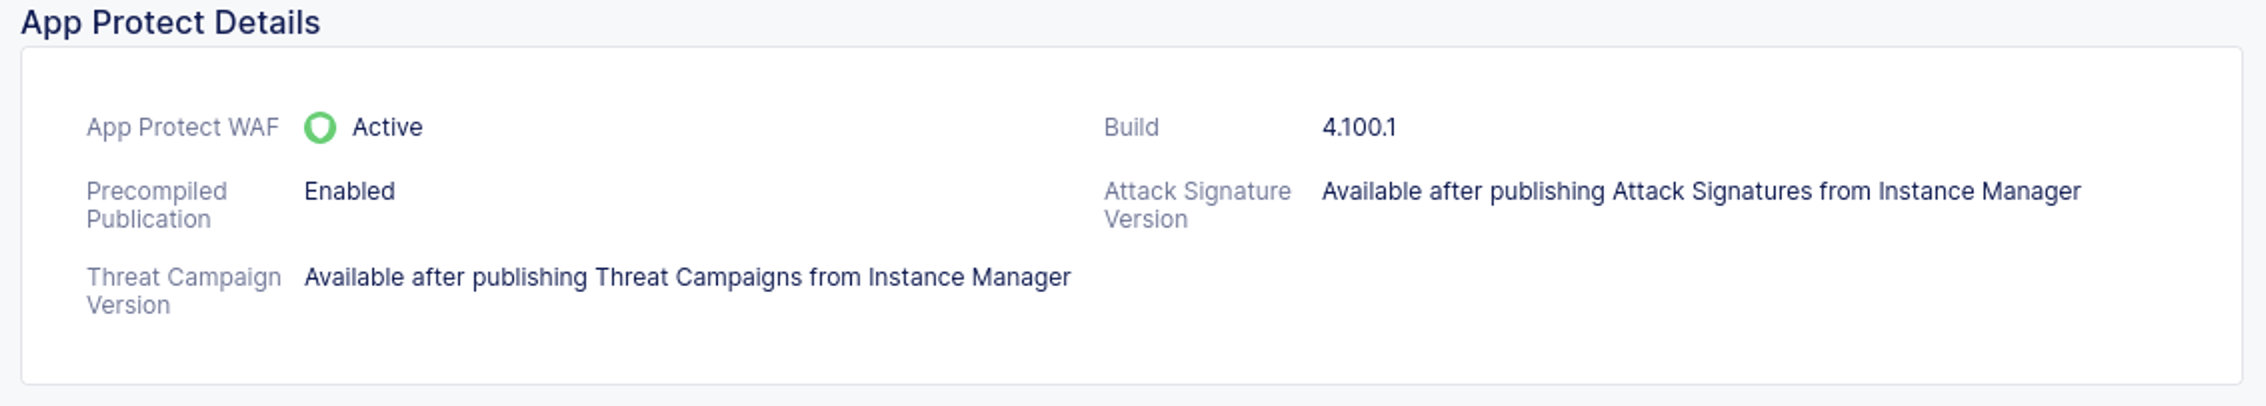 App Protect Details
App Protect WAF Active
Build 4.100.1
Precompiled Publication Enabled
Attack Signature Version Available after publishing Attack Signatures from Instance Manager
Threat Campaign Version Available after publishing Threat Campaigns from Instance Manager